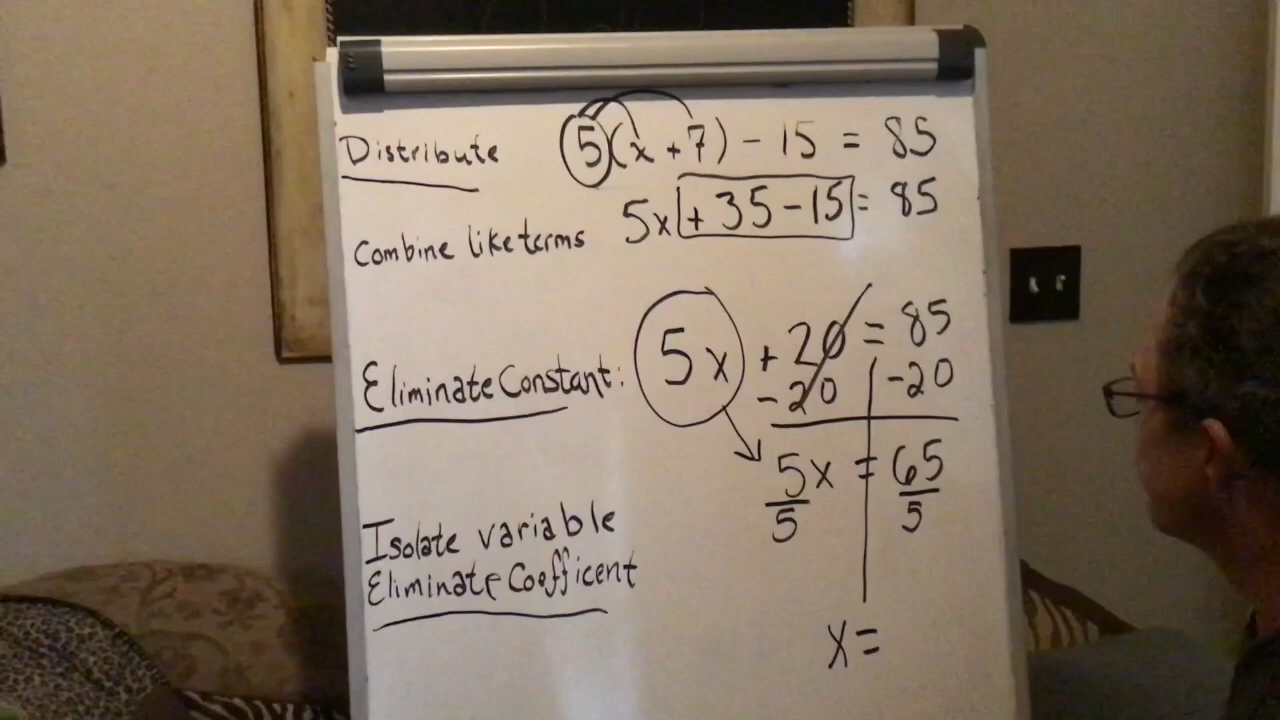 Distribute 5(x + 7) - 15 = 85
5x + 35 - 15 = 85
Combine like terms
Eliminate Constant: 5x + 20 = 85
- 20 -20
5x = 65
5 5
Isolate variable
Eliminate Coefficent
x =